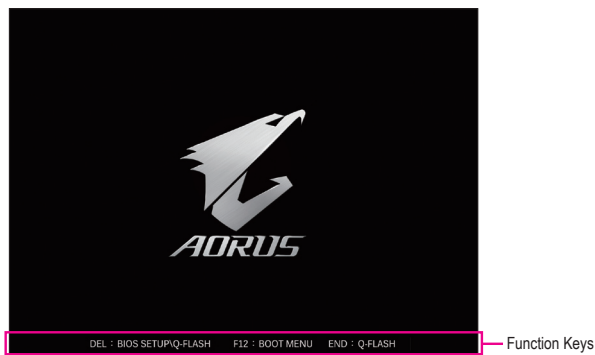 AORUS
DEL : BIOS SETUP\Q-FLASH F12 : BOOT MENU END : Q-FLASH
Function Keys